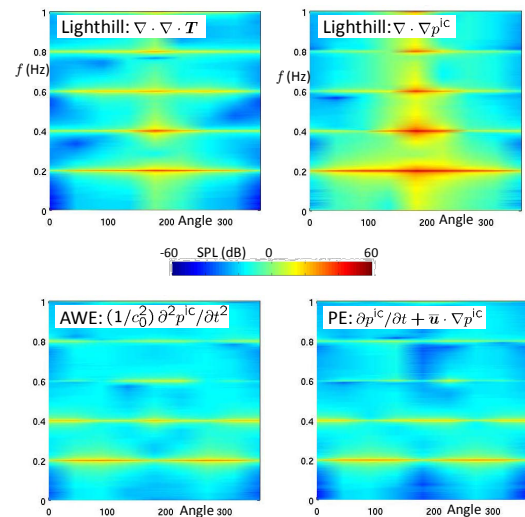 Lighthill: ∇ · ∇ · T
Lighthill: ∇ · ∇p^ic
1
0.8
f (Hz)
0.6
0.4
0.2
0
0 100 200 Angle 300
1
0.8
f (Hz)
0.6
0.4
0.2
0
0 100 200 Angle 300
-60 SPL (dB) 0 60
AWE: (1/c₀²) ∂²p^ic/∂t²
PE: ∂p^ic/∂t + ū · ∇p^ic
1
0.8
0.6
0.4
0.2
0
0 100 Angle 200 300
1
0.8
0.6
0.4
0.2
0
0 100 Angle 200 300